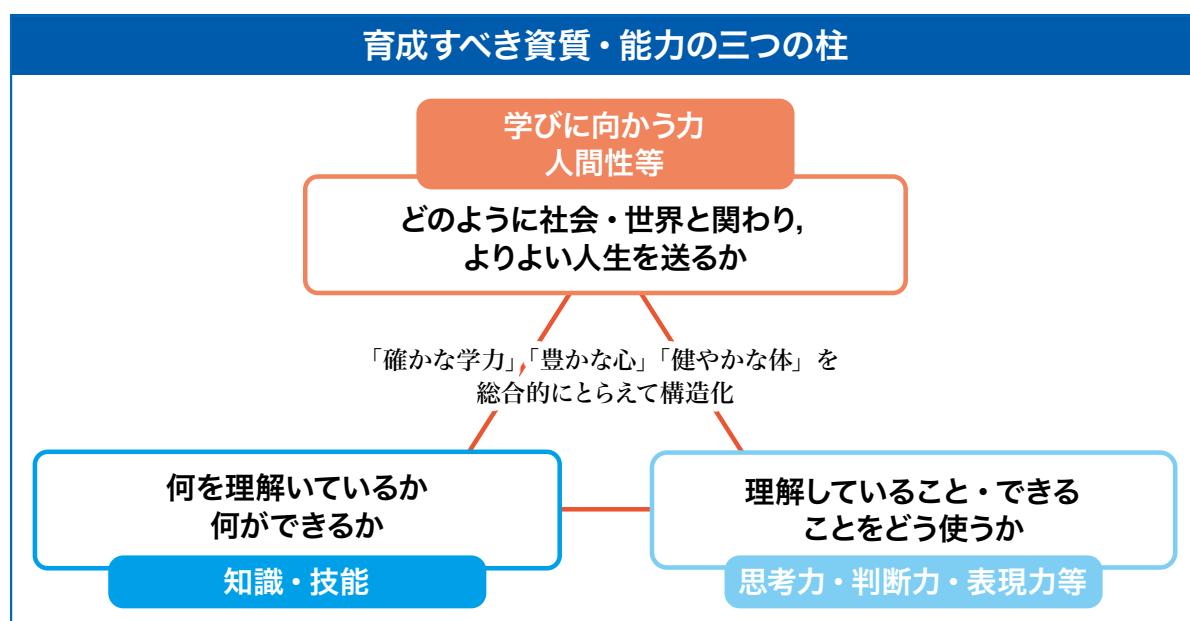 育成すべき資質・能力の三つの柱
学びに向かう力
人間性等
どのように社会・世界と関わり,
よりよい人生を送るか
「確かな学力」,「豊かな心」「健やかな体」を
総合的にとらえて構造化
何を理解いているか
何ができるか
知識・技能
理解していること・できる
ことをどう使うか
思考力・判断力・表現力等